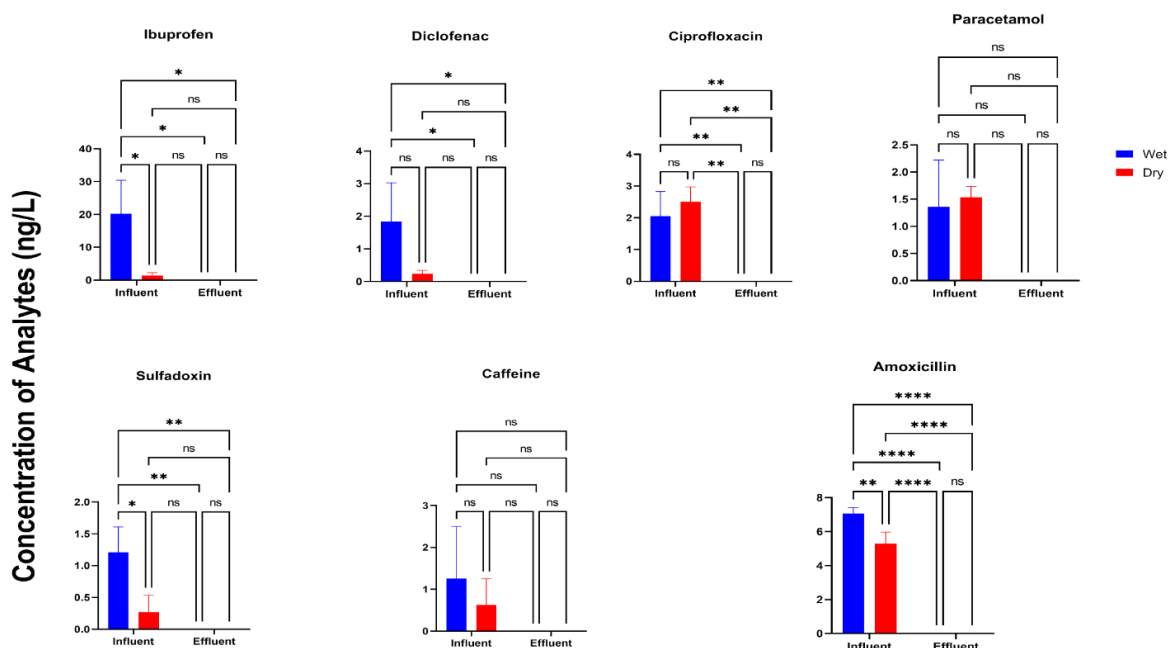 Concentration of Analytes (ng/L)
Ibuprofen
*
ns
*
*
ns
ns
40
30
20
10
0
Influent
Effluent
Diclofenac
*
ns
*
ns
ns
ns
4
3
2
1
0
Influent
Effluent
Ciprofloxacin
**
**
**
ns
**
ns
4
3
2
1
0
Influent
Effluent
Paracetamol
ns
ns
ns
ns
ns
ns
2.5
2.0
1.5
1.0
0.5
0.0
Influent
Effluent
Wet
Dry
Sulfadoxin
**
ns
**
*
ns
ns
2.0
1.5
1.0
0.5
0.0
Influent
Effluent
Caffeine
ns
ns
ns
ns
ns
ns
3
2
1
0
Influent
Effluent
Amoxicillin
****
****
****
**
****
ns
8
6
4
2
0
Influent
Effluent